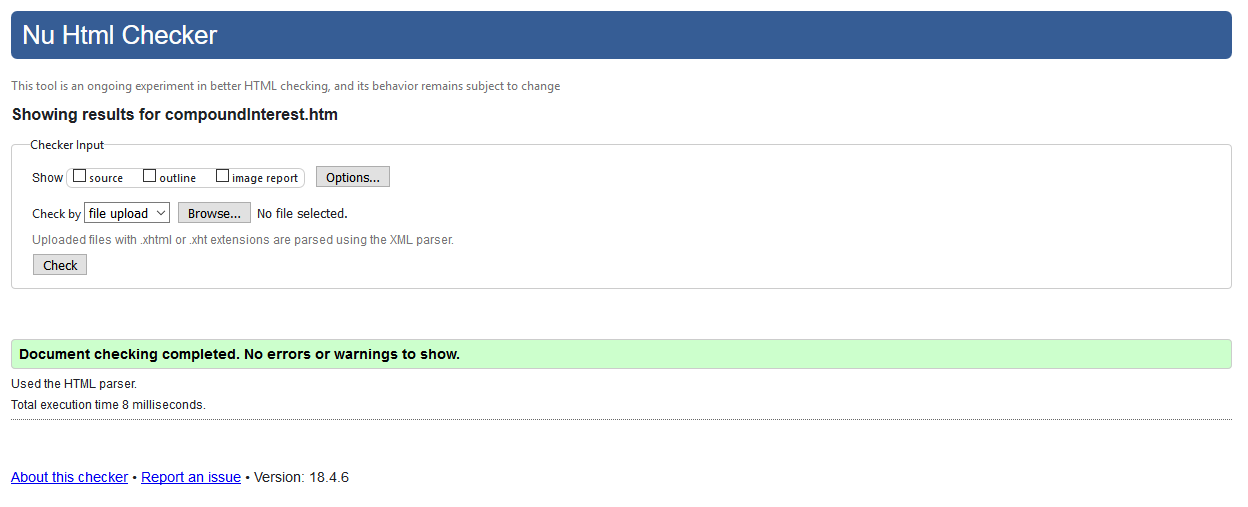 Nu Html Checker
This tool is an ongoing experiment in better HTML checking, and its behavior remains subject to change
Showing results for compoundInterest.htm
Checker Input
Show source outline image report Options...
Check by file upload Browse... No file selected.
Uploaded files with .xhtml or .xht extensions are parsed using the XML parser.
Check
Document checking completed. No errors or warnings to show.
Used the HTML parser.
Total execution time 8 milliseconds.
About this checker • Report an issue • Version: 18.4.6